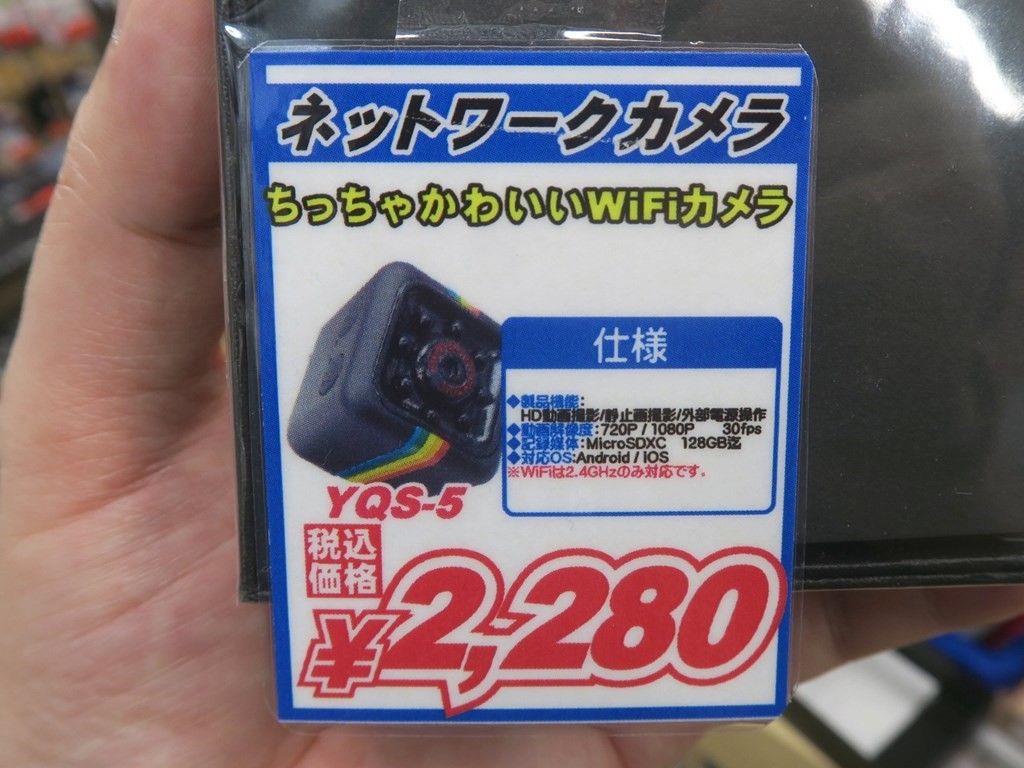 ネットワークカメラ
ちっちゃかわいいWiFiカメラ
仕様
◆製品機能:
HD動画撮影/静止画撮影/外部電源操作
◆動画解像度:720P / 1080P 30fps
◆記録媒体:MicroSDXC 128GB迄
◆対応OS:Android / IOS
※WiFiは2.4GHzのみ対応です。
YQS-5
税込
価格
¥2,280